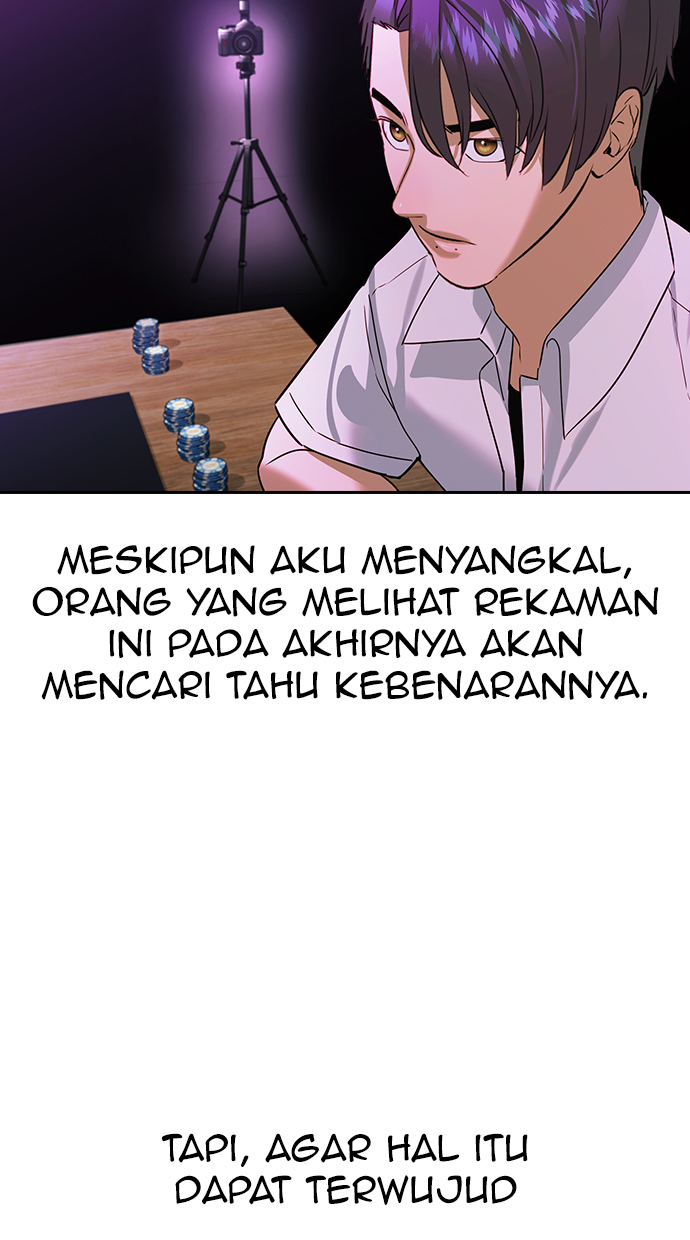 MESKIPUN AKU MENYANGKAL,
ORANG YANG MELIHAT REKAMAN
INI PADA AKHIRNYA AKAN
MENCARI TAHU KEBENARANNYA.
TAPI, AGAR HAL ITU
DAPAT TERWUJUD